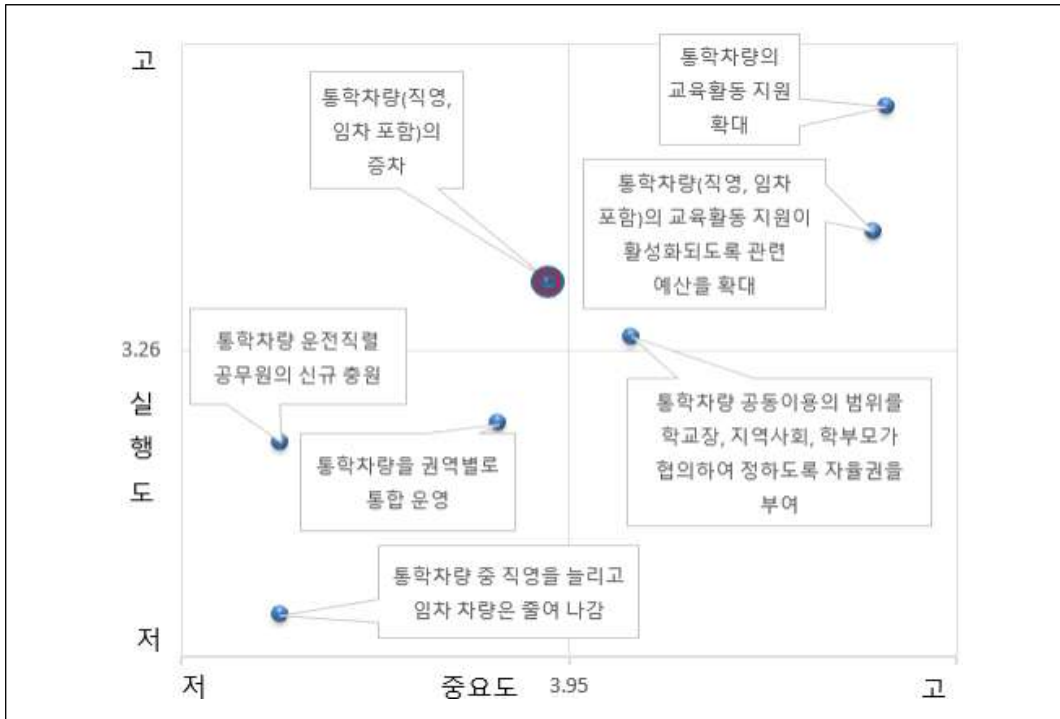 고
통학차량의
교육활동 지원
확대
통학차량(직영,
임차 포함)의
증차
통학차량(직영, 임차
포함)의 교육활동 지원이
활성화되도록 관련
예산을 확대
3.26
통학차량 운전직렬
공무원의 신규 충원
실
행
도
통학차량 공동이용의 범위를
학교장, 지역사회, 학부모가
협의하여 정하도록 자율권을
부여
통학차량을 권역별로
통합 운영
통학차량 중 직영을 늘리고
임차 차량은 줄여 나감
저
저
중요도
3.95
고